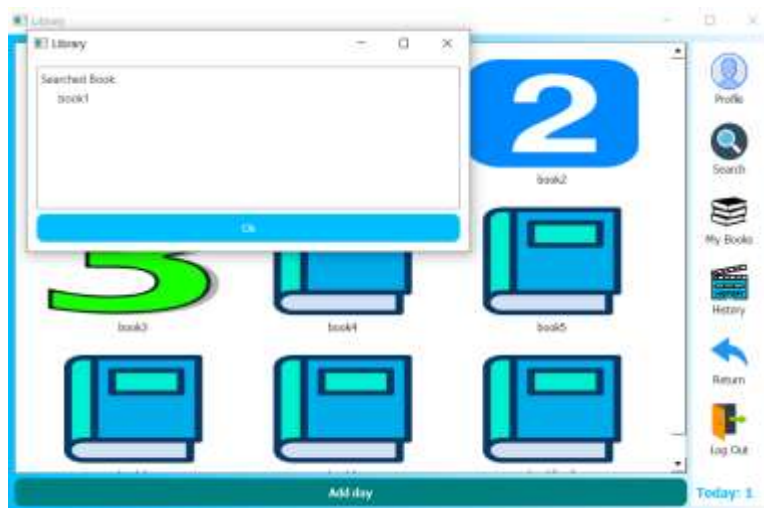 Library
Library
Searched Book:
book1
Ok
2
book2
3
book3
book4
book5
Profile
Search
My Books
History
Return
Log Out
Add day
Today: 1